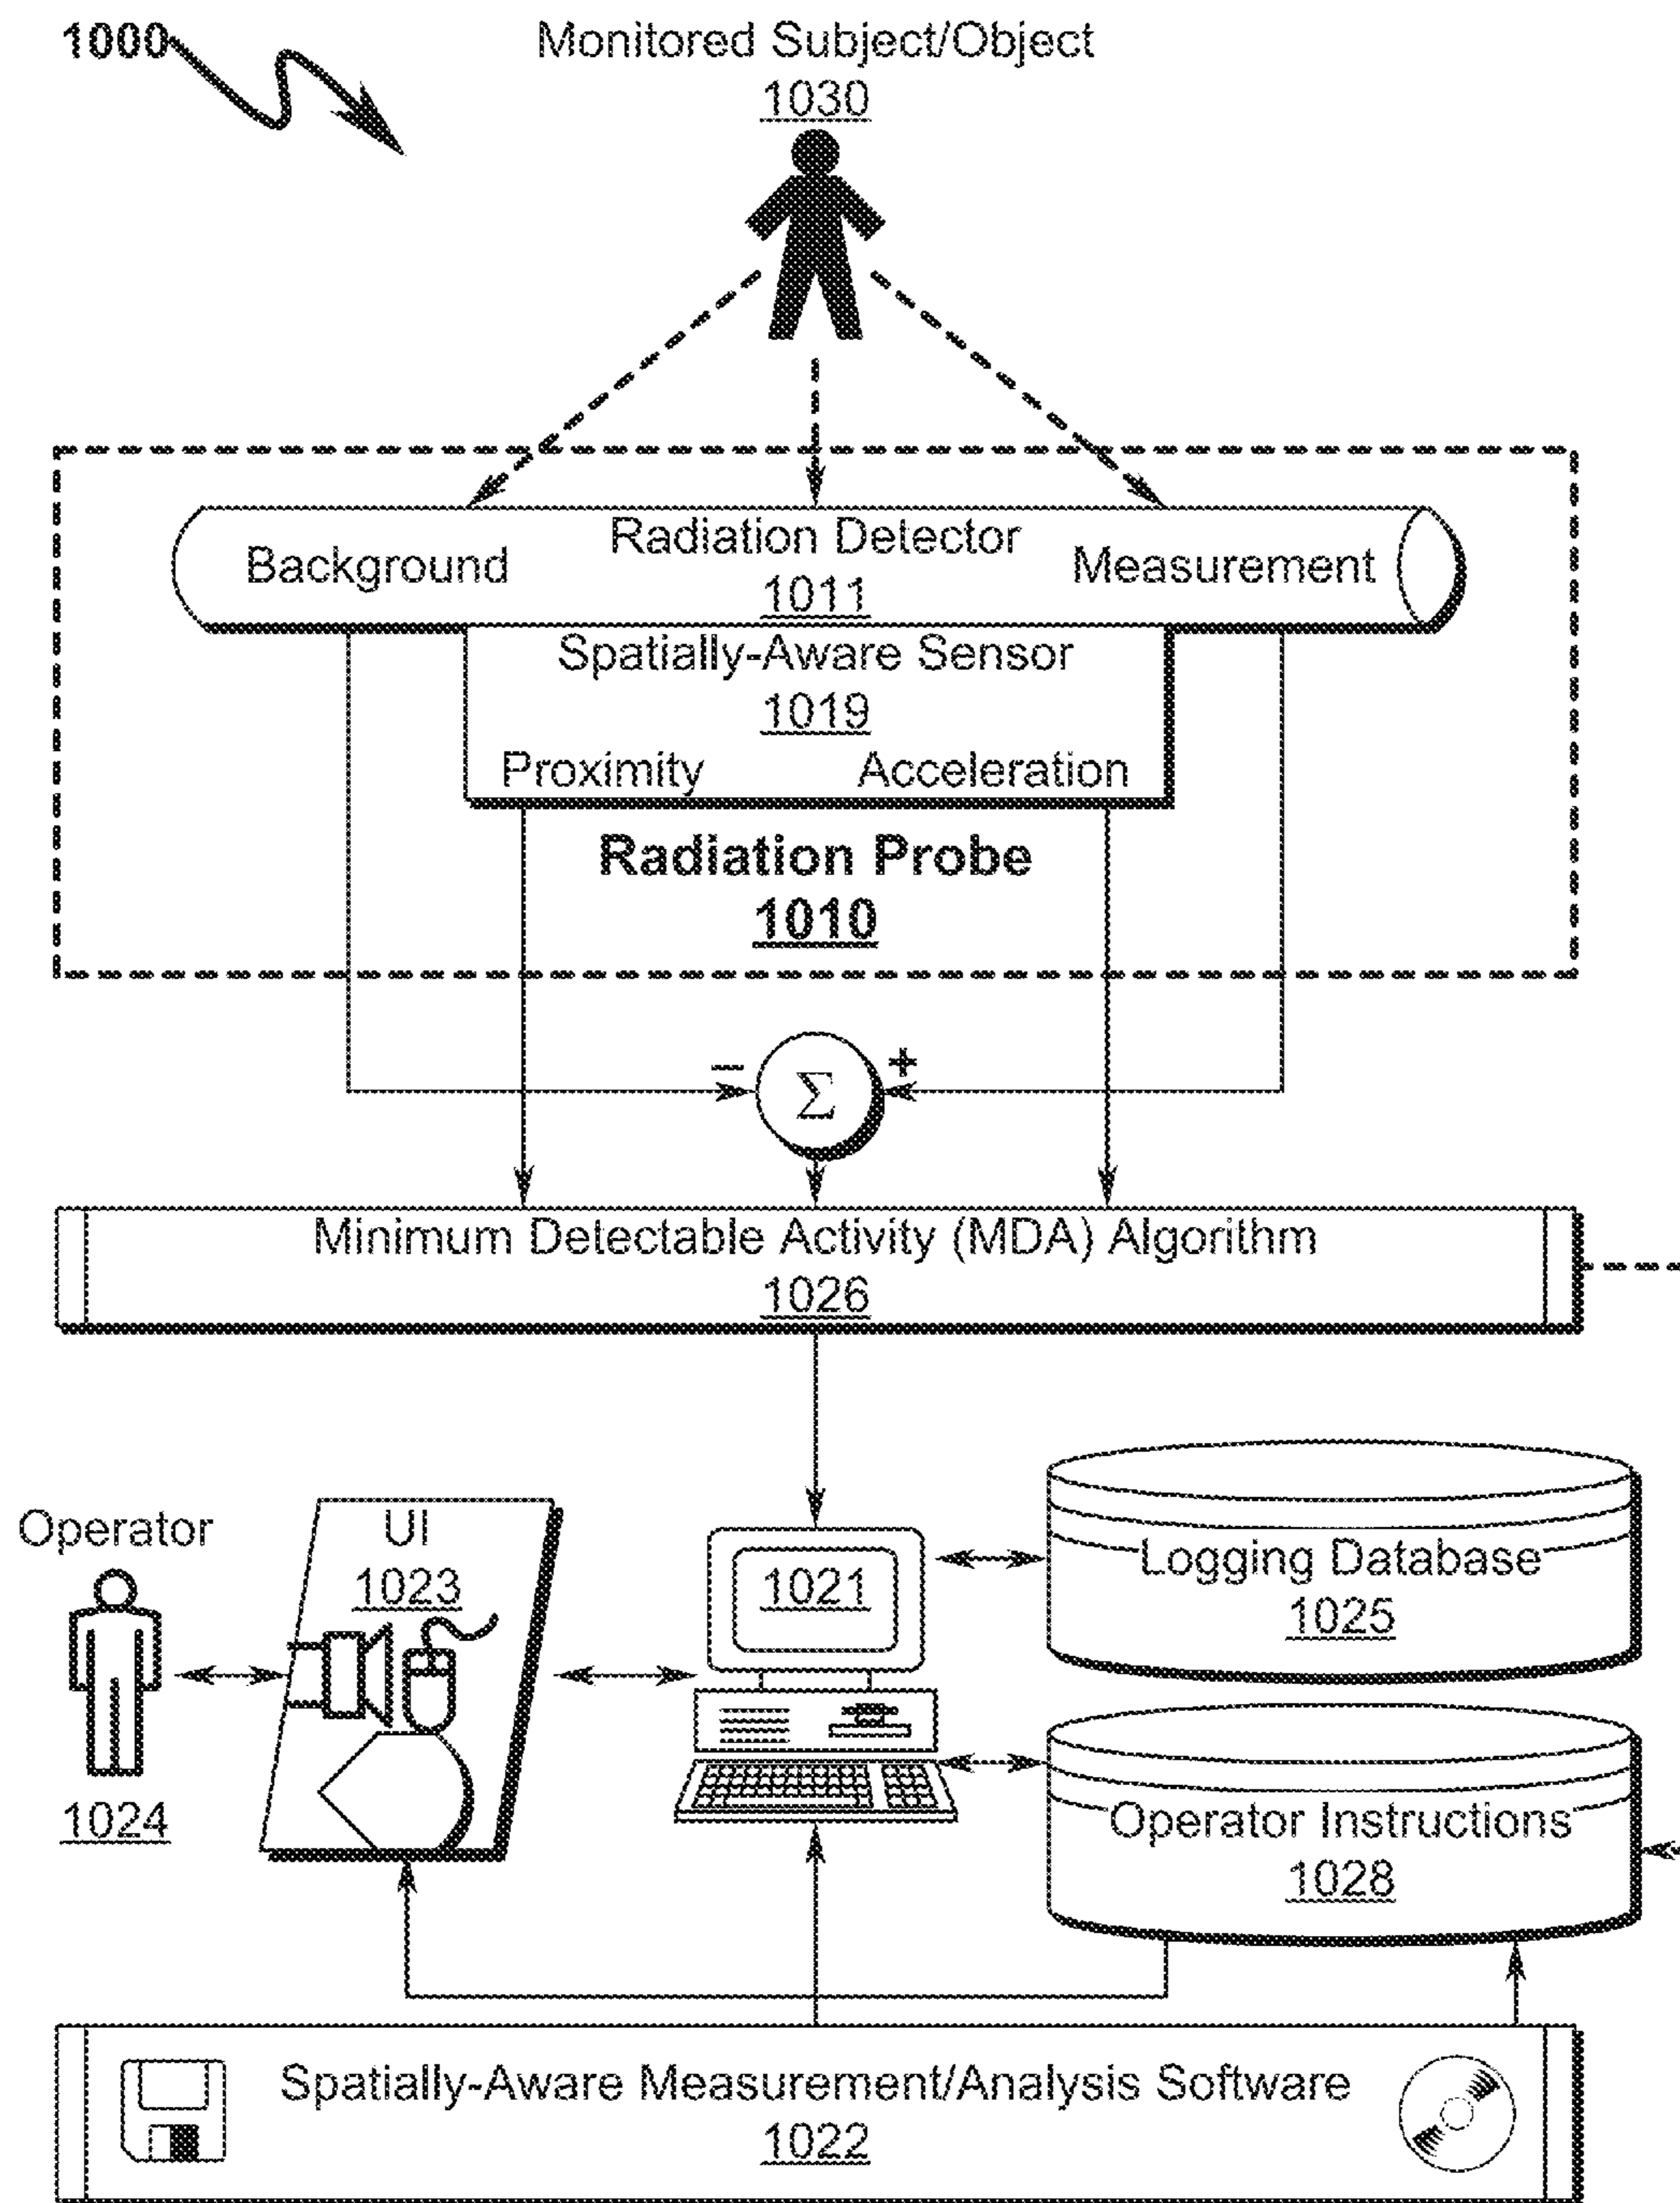 1000
Monitored Subject/Object
1030
Background
Radiation Detector
1011
Measurement
Spatially-Aware Sensor
1019
Proximity
Acceleration
Radiation Probe
1010
−
Σ
+
Minimum Detectable Activity (MDA) Algorithm
1026
Operator
1024
UI
1023
1021
Logging Database
1025
Operator Instructions
1028
Spatially-Aware Measurement/Analysis Software
1022